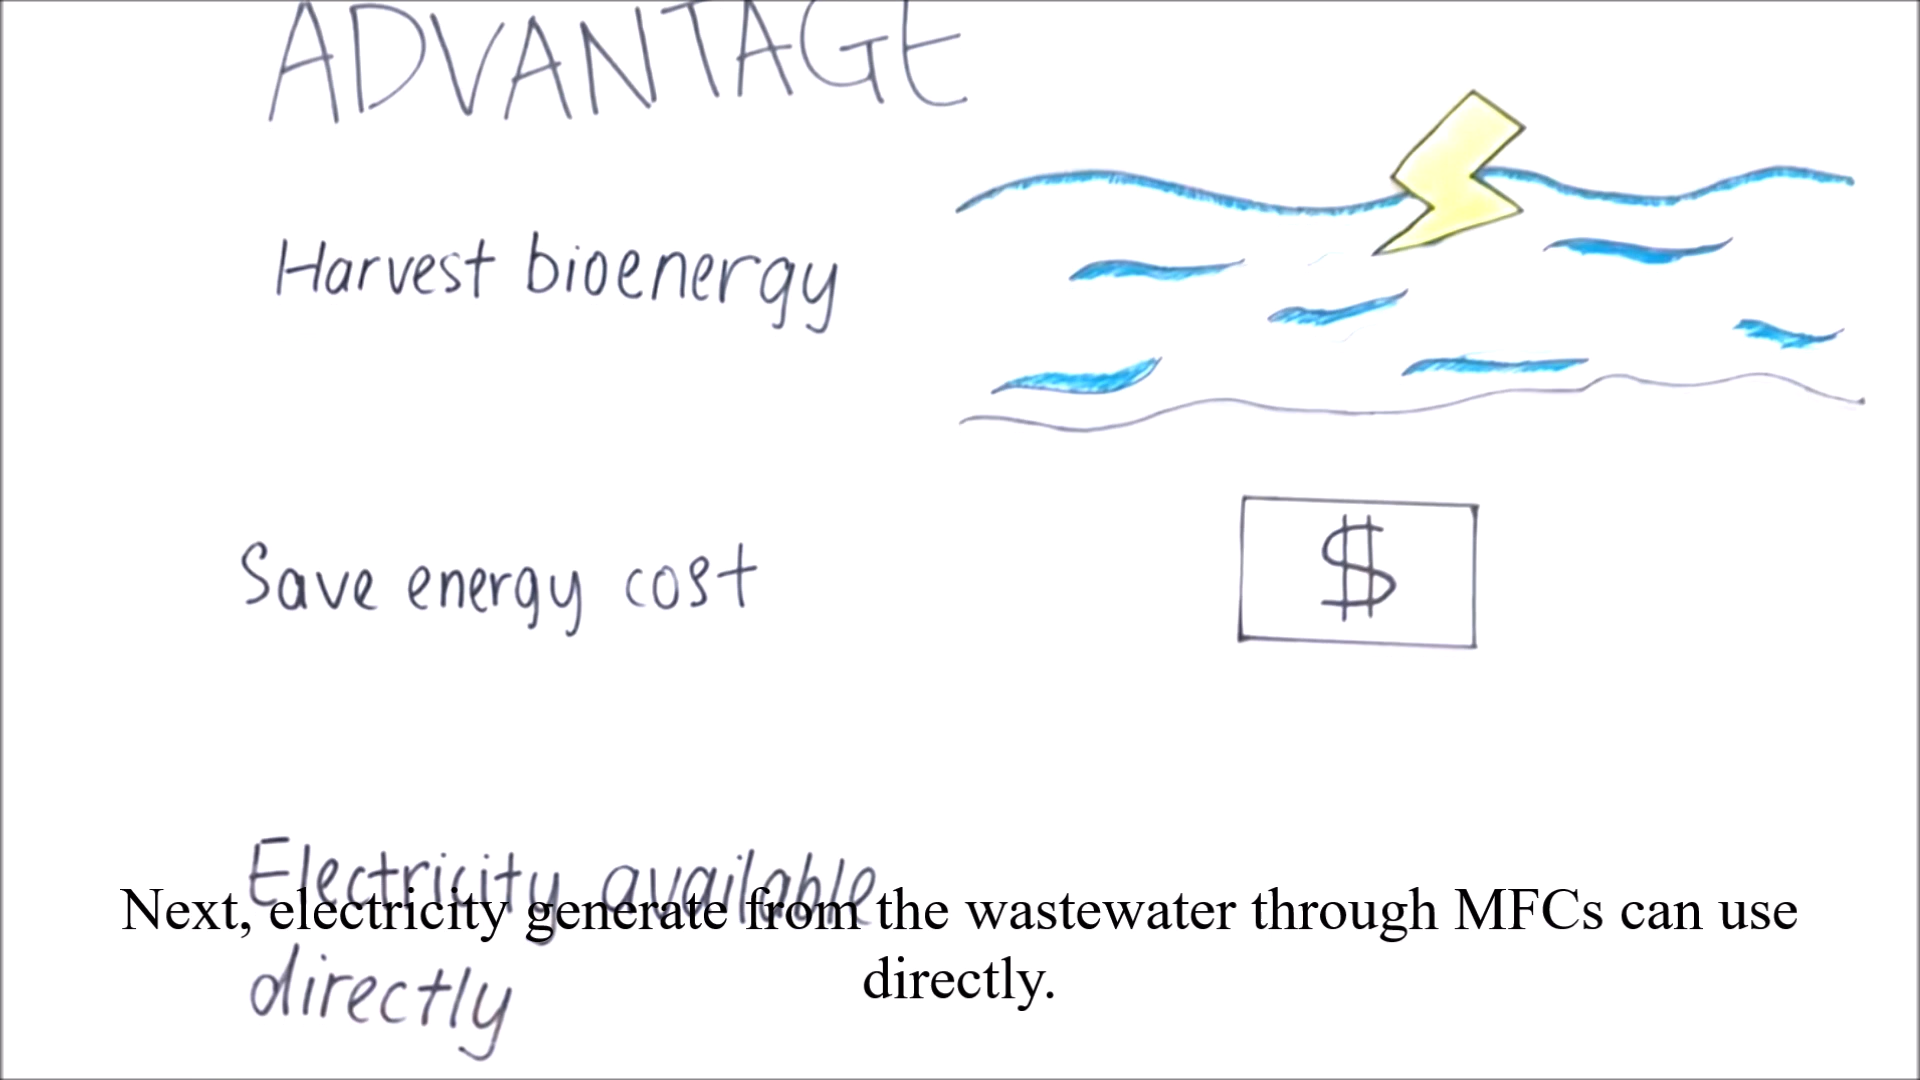 ADVANTAGE
Harvest bioenergy
$
Save energy cost
Electricity available
directly
Next, electricity generate from the wastewater through MFCs can use
directly.